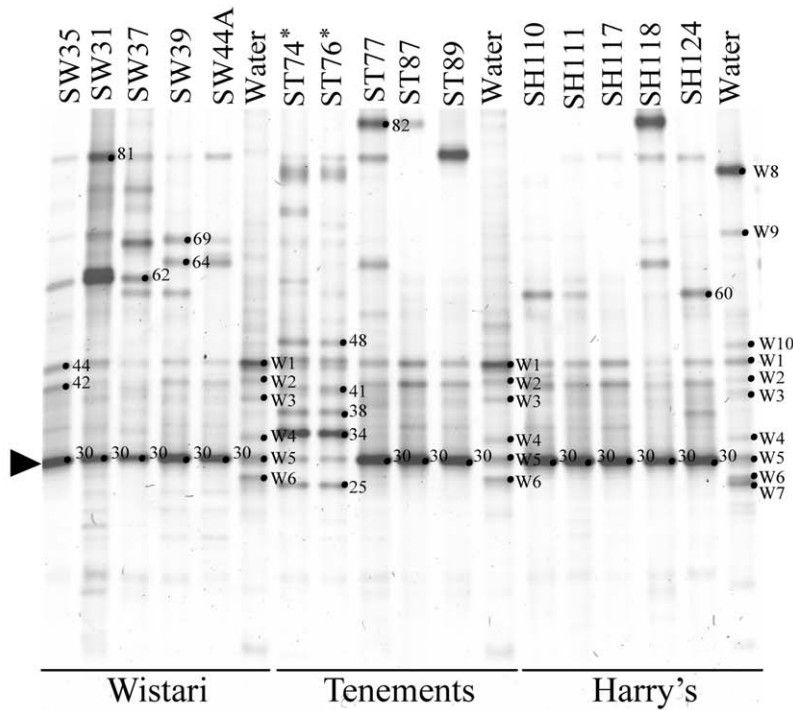 SW35 SW31 SW37 SW39 SW44A Water ST74* ST76* ST77 ST87 ST89 Water SH110 SH111 SH117 SH118 SH124 Water
82
81
W8
69 W9
64
62
60
48 W10
44 W1 W1 W1
42 W2 41 W2 W2
W3 38 W3 W3
W4 34 W4 W4
30 30 30 30 30 W5 30 30 30 W5 30 30 30 30 30 W5
W6 25 W6 W6
W7
Wistari Tenements Harry's